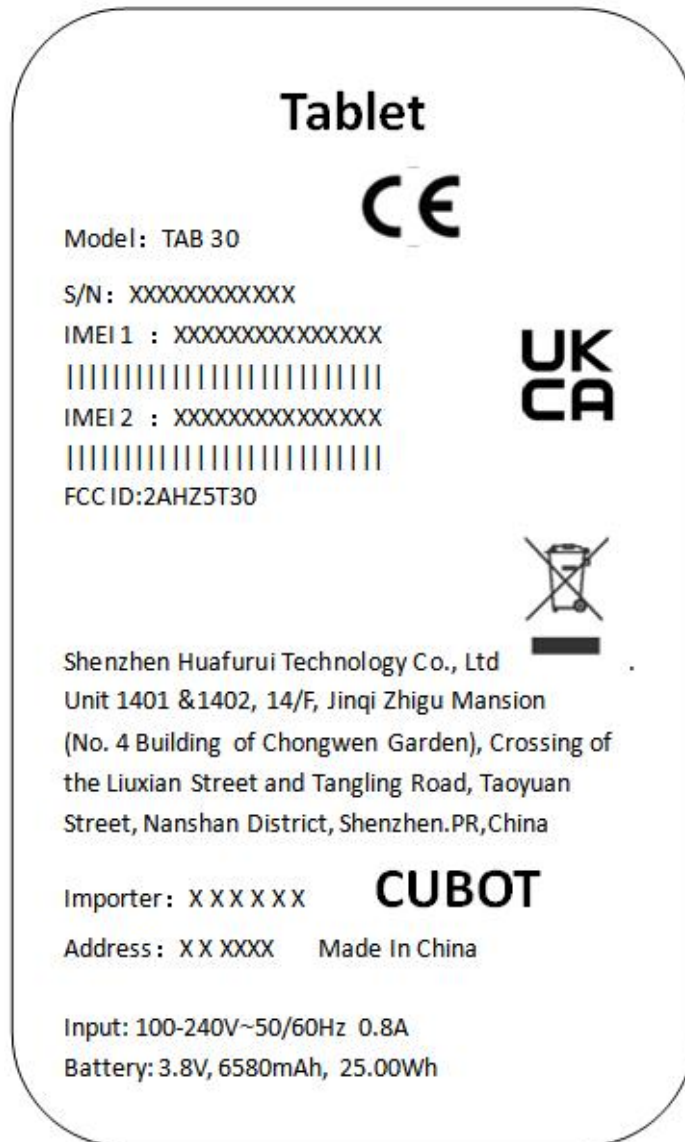 Tablet
CE
Model：TAB 30
S/N：XXXXXXXXXXXX
IMEI 1 ：XXXXXXXXXXXXXXX
IMEI 2 ：XXXXXXXXXXXXXXX
UK
CA
FCC ID:2AHZ5T30
Shenzhen Huafurui Technology Co., Ltd .
Unit 1401 &1402, 14/F, Jinqi Zhigu Mansion
(No. 4 Building of Chongwen Garden), Crossing of
the Liuxian Street and Tangling Road, Taoyuan
Street, Nanshan District, Shenzhen.PR,China
Importer：X X X X X X CUBOT
Address：X X XXXX Made In China
Input: 100-240V~50/60Hz 0.8A
Battery: 3.8V, 6580mAh, 25.00Wh